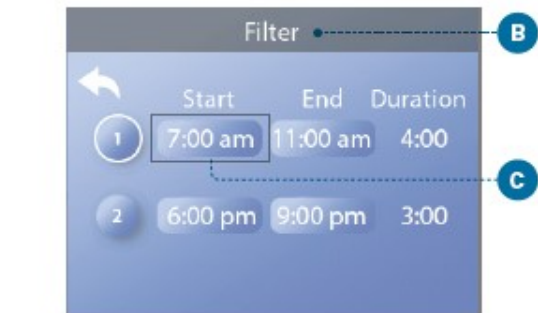 Filter
B
Start End Duration
1 7:00 am 11:00 am 4:00
C
2 6:00 pm 9:00 pm 3:00